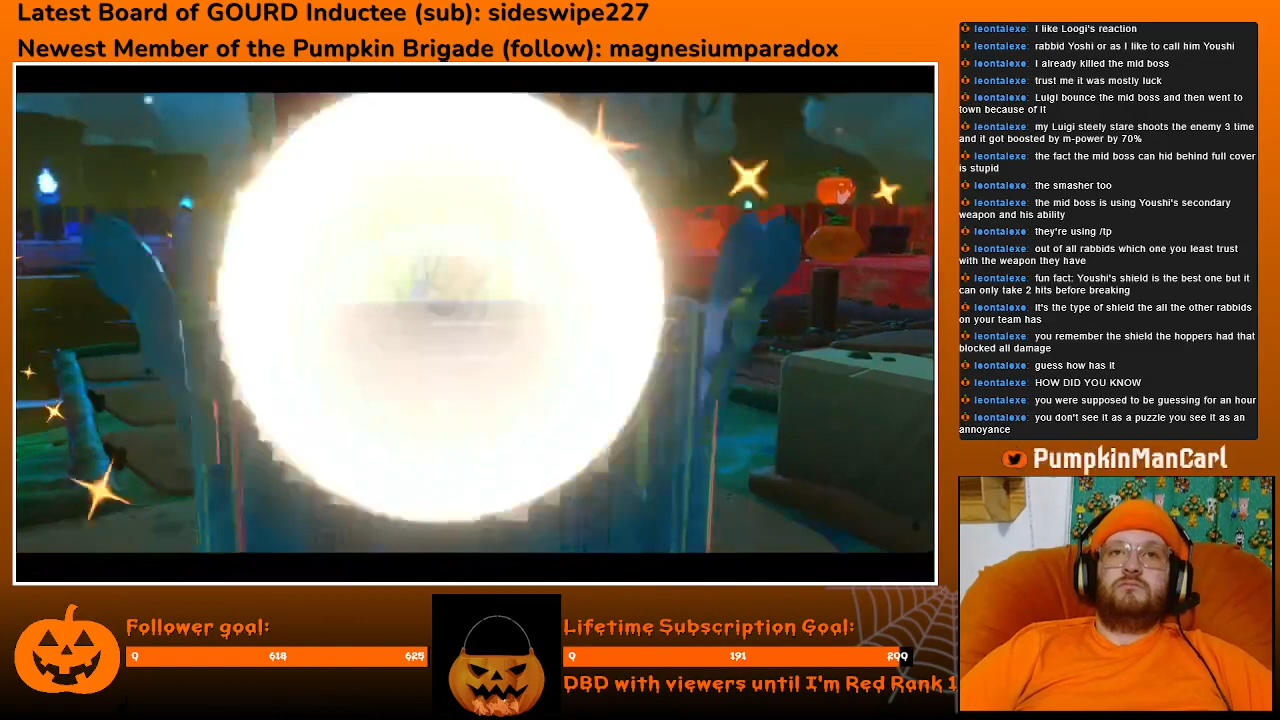 Latest Board of GOURD Inductee (sub): sideswipe227
Newest Member of the Pumpkin Brigade (follow): magnesiumparadox
leontalexe: I like Loogi's reaction
leontalexe: rabbid Yoshi or as I like to call him Youshi
leontalexe: I already killed the mid boss
leontalexe: trust me it was mostly luck
leontalexe: Luigi bounce the mid boss and then went to
town because of it
leontalexe: my Luigi steely stare shoots the enemy 3 time
and it got boosted by m-power by 70%
leontalexe: the fact the mid boss can hid behind full cover
is stupid
leontalexe: the smasher too
leontalexe: the mid boss is using Youshi's secondary
weapon and his ability
leontalexe: they're using /tp
leontalexe: out of all rabbids which one you least trust
with the weapon they have
leontalexe: fun fact: Youshi's shield is the best one but it
can only take 2 hits before breaking
leontalexe: it's the type of shield the all the other rabbids
on your team has
leontalexe: you remember the shield the hoppers had that
blocked all damage
leontalexe: guess how has it
leontalexe: HOW DID YOU KNOW
leontalexe: you were supposed to be guessing for an hour
leontalexe: you don't see it as a puzzle you see it as an
annoyance
PumpkinManCarl
Follower goal:
0 618 625
Lifetime Subscription Goal:
0 191 200
DBD with viewers until I'm Red Rank 1